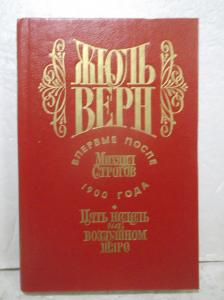 ЖЮЛЬ
ВЕРН
ВПЕРВЫЕ ПОСЛЕ
Михаил
Строгов
1900 ГОДА
Пять недель
на
воздушном
шаре